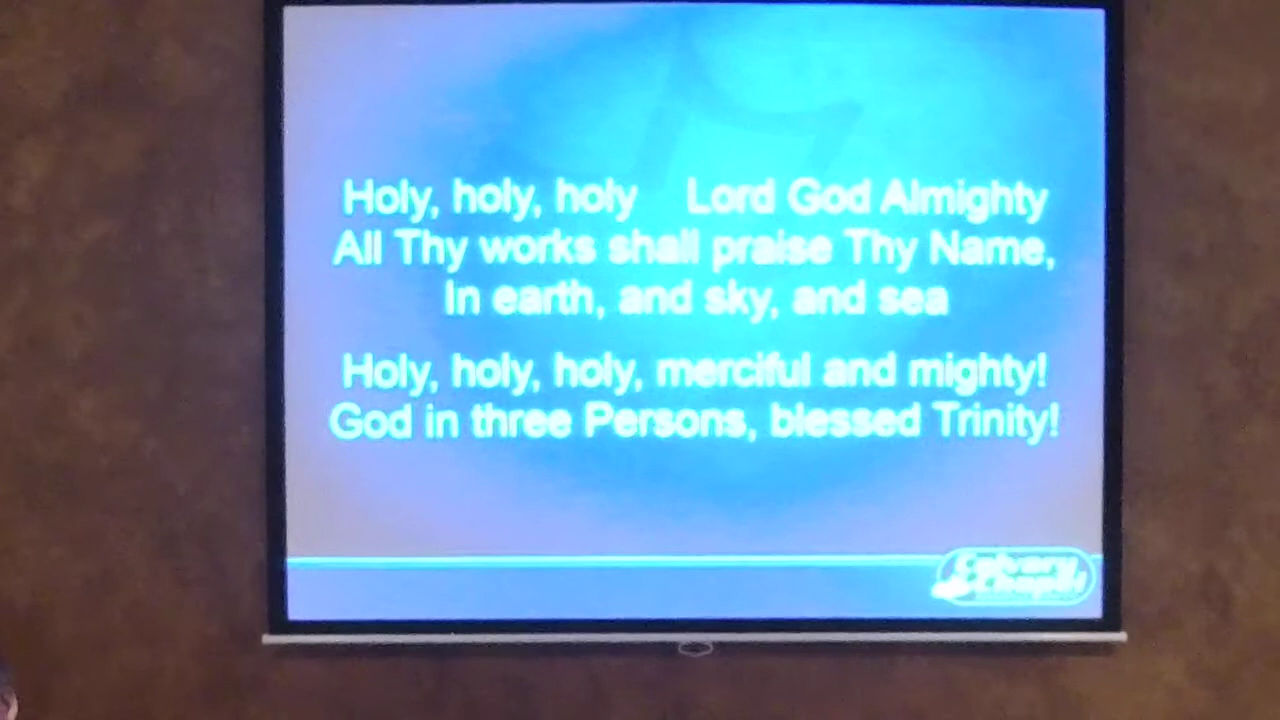 Holy, holy, holy Lord God Almighty
All Thy works shall praise Thy Name,
In earth, and sky, and sea
Holy, holy, holy, merciful and mighty!
God in three Persons, blessed Trinity!
Calvary
Chapel